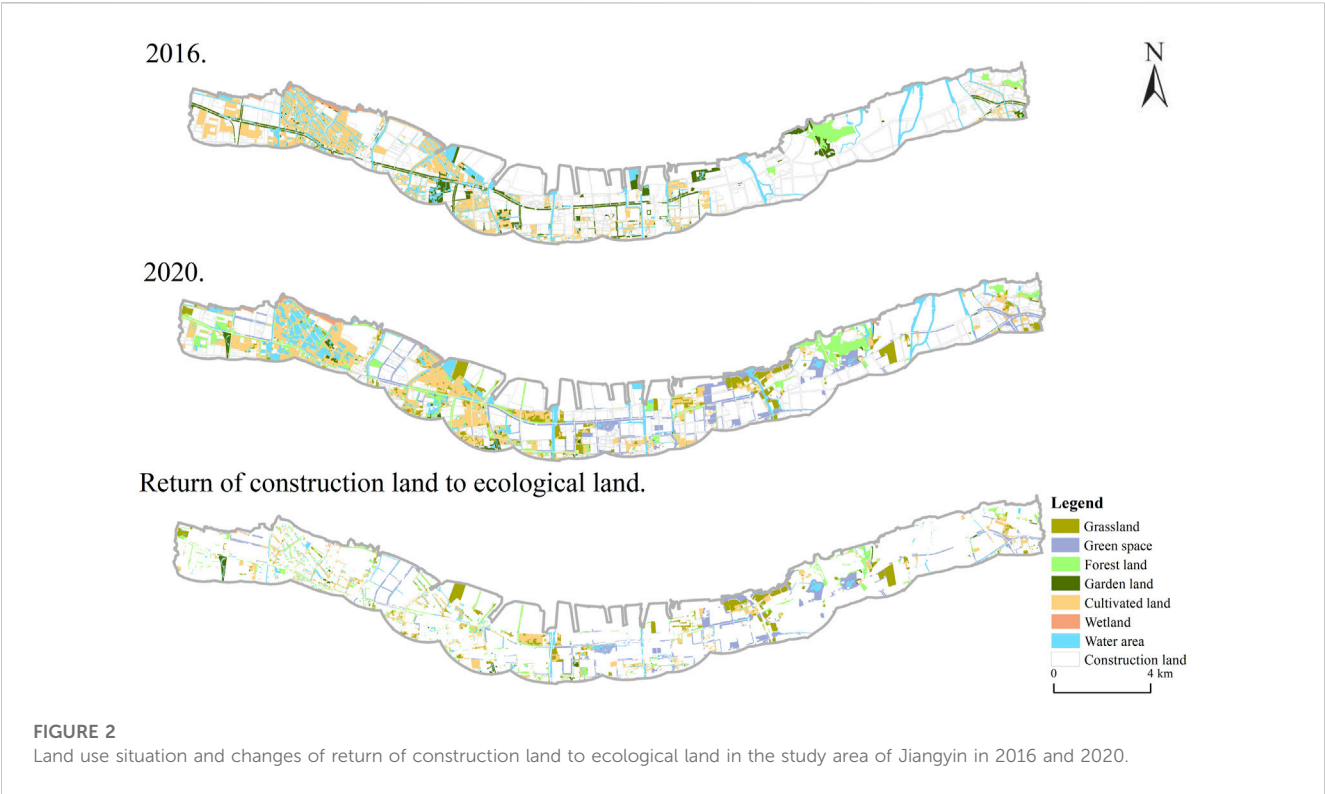 2016.
N
2020.
Return of construction land to ecological land.
Legend
Grassland
Green space
Forest land
Garden land
Cultivated land
Wetland
Water area
Construction land
0 4 km
FIGURE 2
Land use situation and changes of return of construction land to ecological land in the study area of Jiangyin in 2016 and 2020.